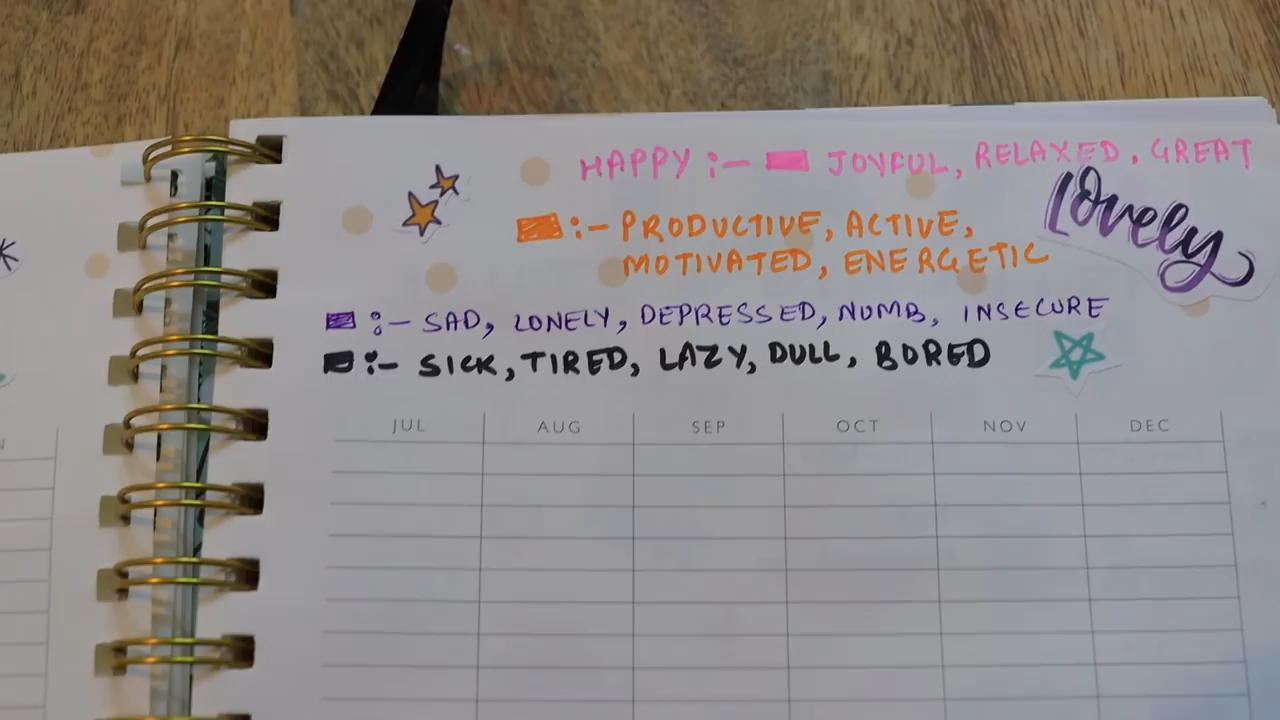 HAPPY :- JOYFUL, RELAXED, GREAT
Lovely
:- PRODUCTIVE, ACTIVE,
MOTIVATED, ENERGETIC
:- SAD, LONELY, DEPRESSED, NUMB, INSECURE
:- SICK, TIRED, LAZY, DULL, BORED
JUL AUG SEP OCT NOV DEC